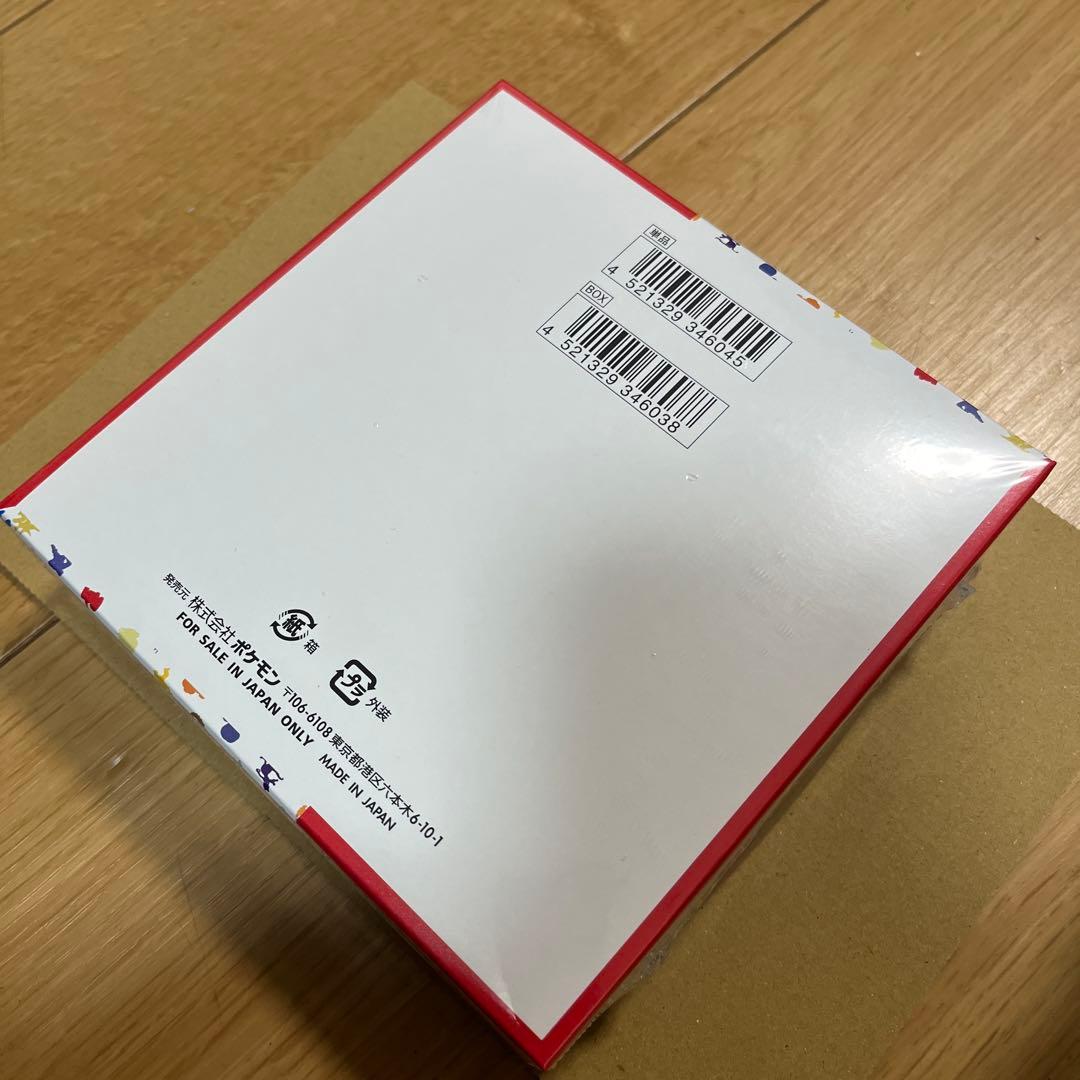 単品
4 521329 346045
BOX
4 521329 346038
紙 箱
プラ 外装
発売元 株式会社ポケモン 〒106-6108 東京都港区六本木6-10-1
FOR SALE IN JAPAN ONLY MADE IN JAPAN